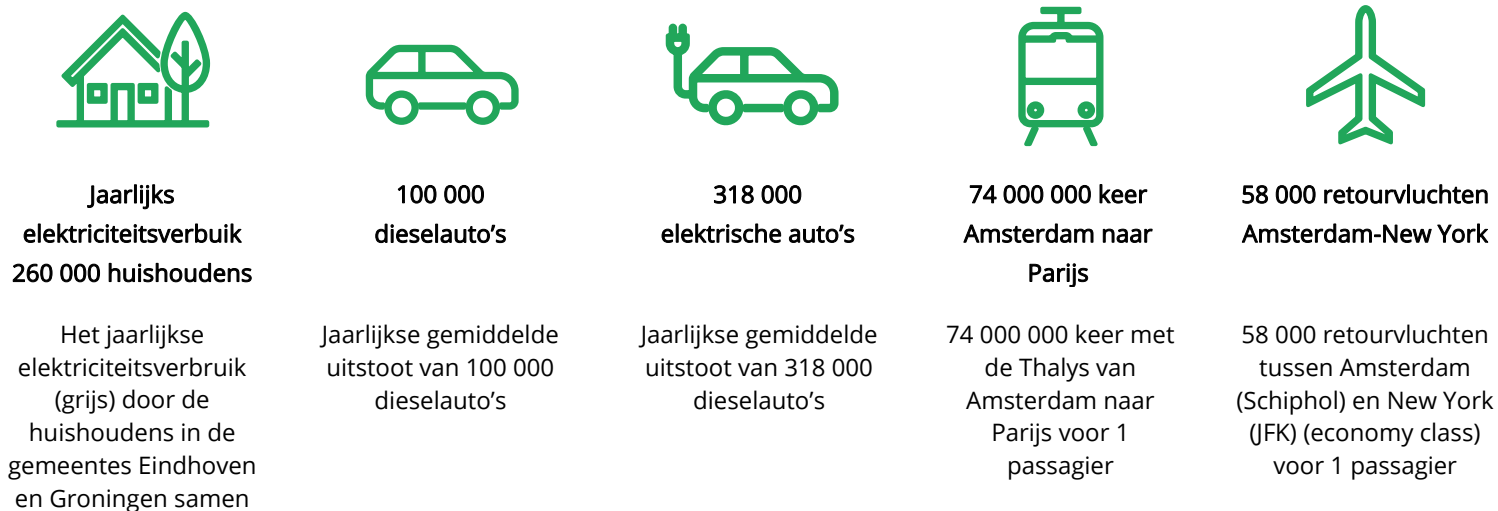 Jaarlijks
elektriciteitsverbuik
260 000 huishoudens
Het jaarlijkse
elektriciteitsverbruik
(grijs) door de
huishoudens in de
gemeentes Eindhoven
en Groningen samen
100 000
dieselauto’s
Jaarlijkse gemiddelde
uitstoot van 100 000
dieselauto’s
318 000
elektrische auto’s
Jaarlijkse gemiddelde
uitstoot van 318 000
dieselauto’s
74 000 000 keer
Amsterdam naar
Parijs
74 000 000 keer met
de Thalys van
Amsterdam naar
Parijs voor 1
passagier
58 000 retourvluchten
Amsterdam-New York
58 000 retourvluchten
tussen Amsterdam
(Schiphol) en New York
(JFK) (economy class)
voor 1 passagier